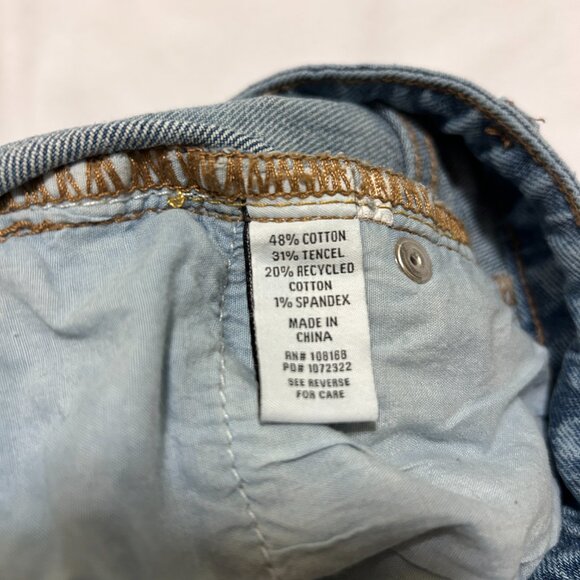 48% COTTON
31% TENCEL
20% RECYCLED
COTTON
1% SPANDEX
MADE IN
CHINA
RN# 108168
PO# 1072322
SEE REVERSE
FOR CARE